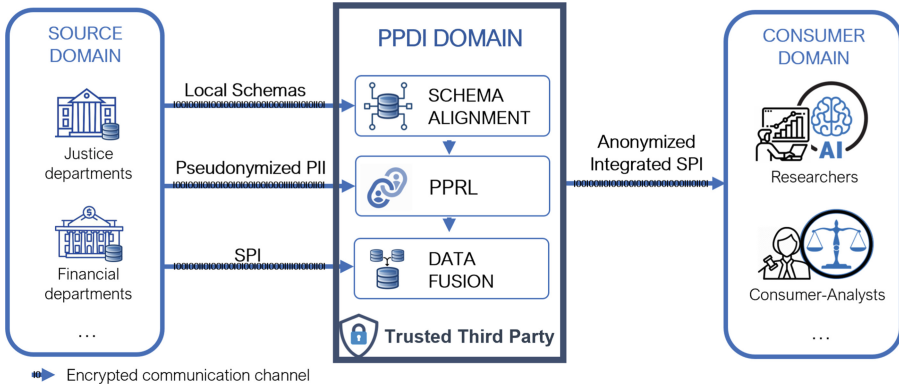 SOURCE
DOMAIN
Justice
departments
Financial
departments
...
Local Schemas
Pseudonymized PII
SPI
PPDI DOMAIN
SCHEMA
ALIGNMENT
PPRL
DATA
FUSION
Trusted Third Party
Anonymized
Integrated SPI
CONSUMER
DOMAIN
AI
Researchers
Consumer-Analysts
...
Encrypted communication channel